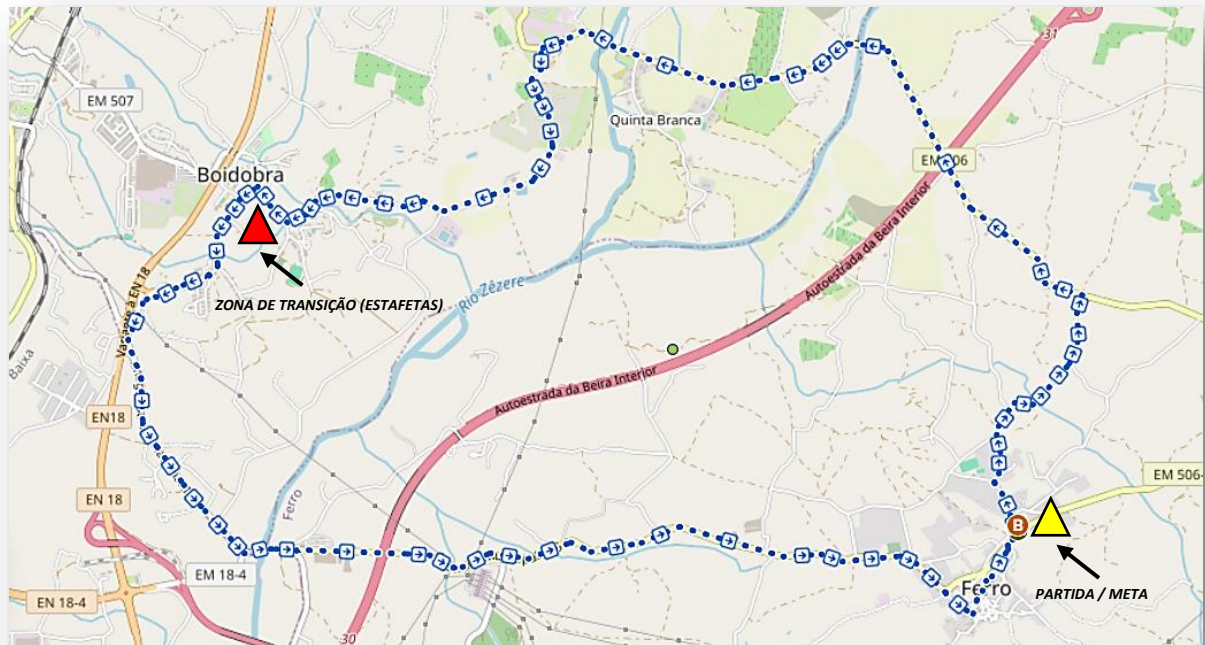 31
EM 507
Quinta Branca
EM 506
Boidobra
Autoestrada da Beira Interior
Rio Zêzere
ZONA DE TRANSIÇÃO (ESTAFETAS)
Variante à EN 18
Baixa
Autoestrada da Beira Interior
EN18
EM 506-
EN 18
Ferro
B
EM 18-4
EN 18-4
Ferro
PARTIDA / META
30